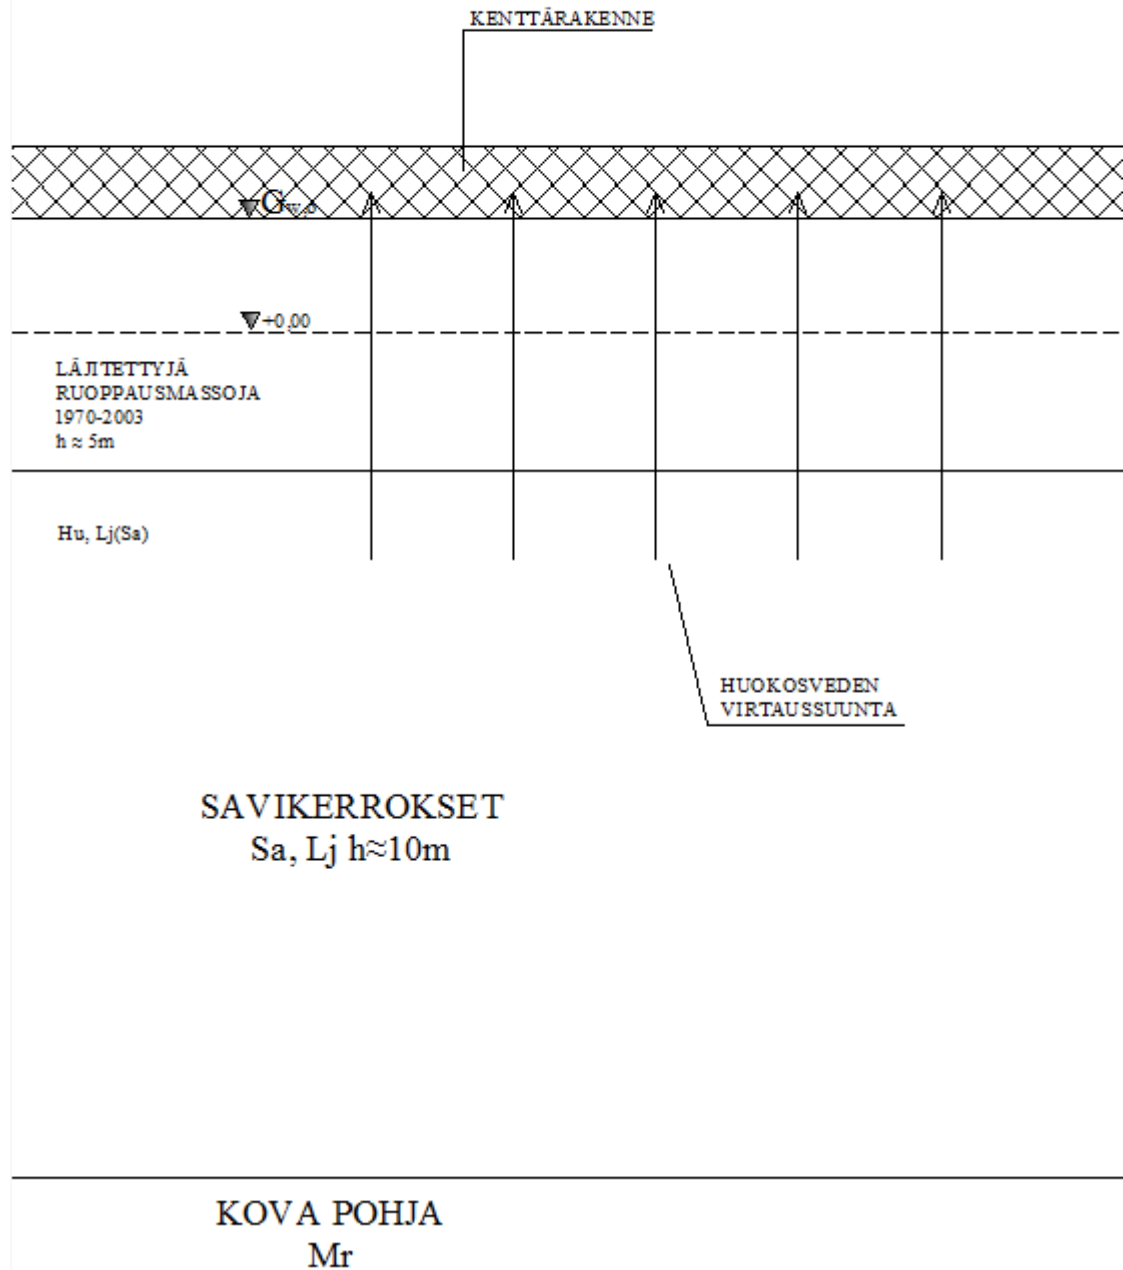 KENTTÄRAKENNE
Gw,o
+0,00
LÄJITETTYJÄ
RUOPPAUSMASSOJA
1970-2003
h ≈ 5m
Hu, Lj(Sa)
HUOKOSVEDEN
VIRTAUSSUUNTA
SAVIKERROKSET
Sa, Lj h≈10m
KOVA POHJA
Mr